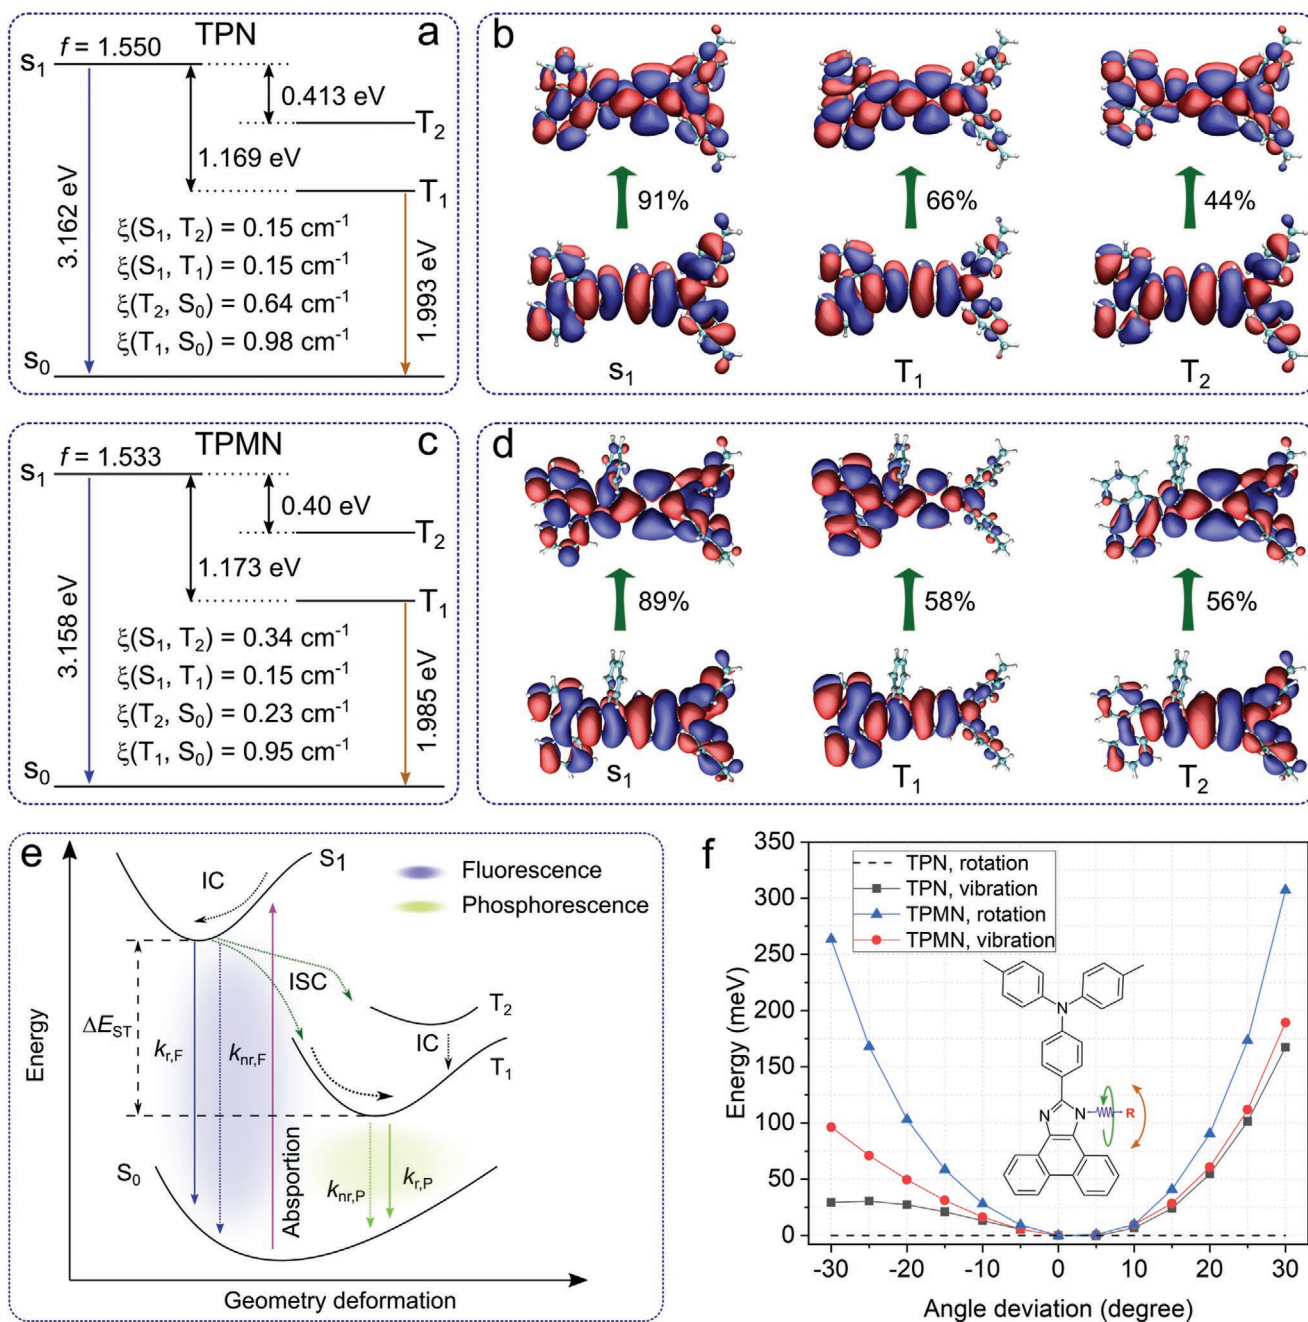 a
TPN
f = 1.550
S1
0.413 eV
T2
1.169 eV
T1
3.162 eV
ξ(S1, T2) = 0.15 cm-1
ξ(S1, T1) = 0.15 cm-1
ξ(T2, S0) = 0.64 cm-1
ξ(T1, S0) = 0.98 cm-1
1.993 eV
S0
b
91%
66%
44%
S1
T1
T2
c
TPMN
f = 1.533
S1
0.40 eV
T2
1.173 eV
T1
3.158 eV
ξ(S1, T2) = 0.34 cm-1
ξ(S1, T1) = 0.15 cm-1
ξ(T2, S0) = 0.23 cm-1
ξ(T1, S0) = 0.95 cm-1
1.985 eV
S0
d
89%
58%
56%
S1
T1
T2
e
S1
IC
Fluorescence
Phosphorescence
ISC
T2
ΔEST
IC
T1
kr,F
knr,F
Absportion
S0
knr,P
kr,P
Energy
Geometry deformation
f
TPN, rotation
TPN, vibration
TPMN, rotation
TPMN, vibration
N
N
N
R
350
300
250
200
150
100
50
0
Energy (meV)
-30
-20
-10
0
10
20
30
Angle deviation (degree)